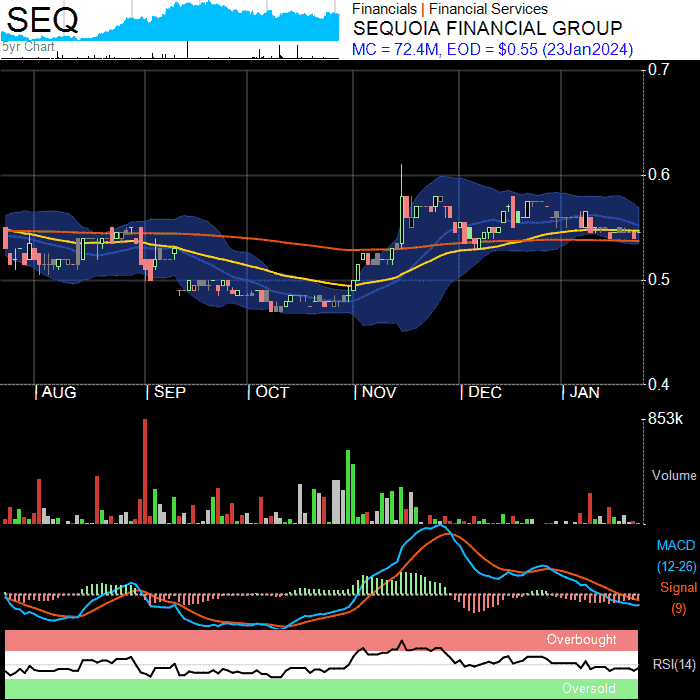 SEQ
5yr Chart
Financials | Financial Services
SEQUOIA FINANCIAL GROUP
MC = 72.4M, EOD = $0.55 (23Jan2024)
0.7
0.6
0.5
0.4
AUG SEP OCT NOV DEC JAN
853k
Volume
MACD
(12-26)
Signal
(9)
Overbought
RSI(14)
Oversold